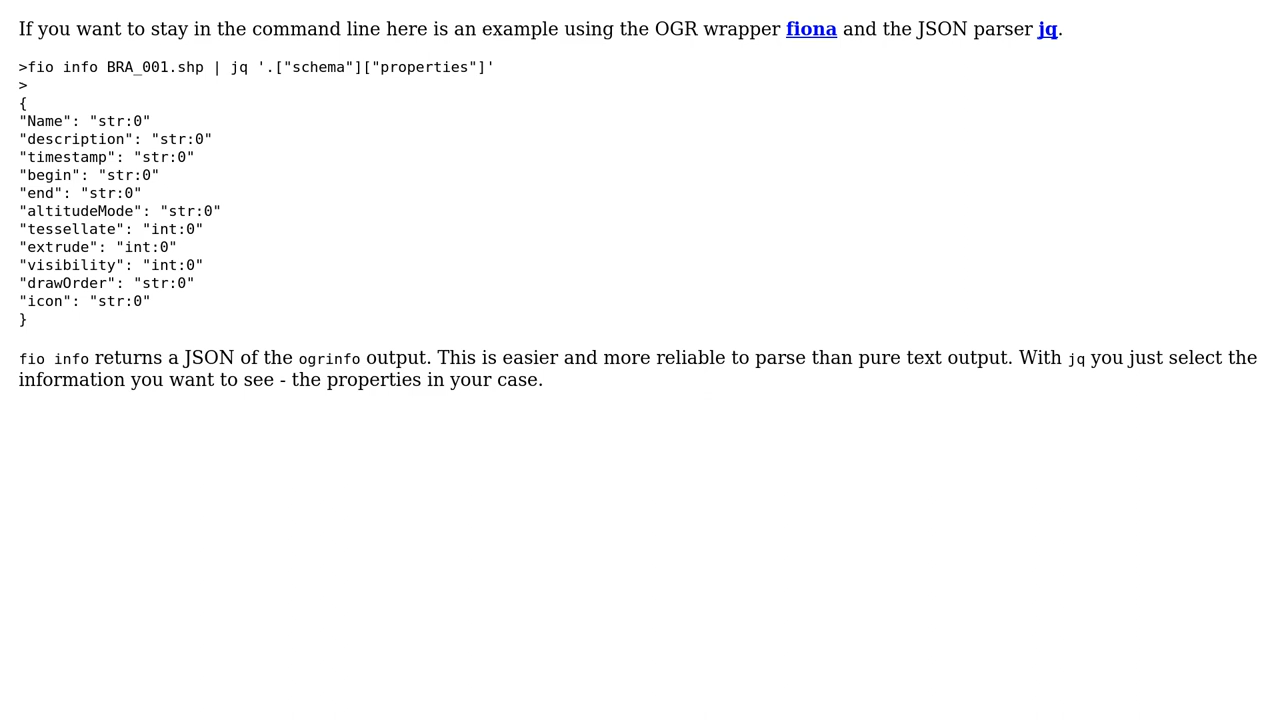 If you want to stay in the command line here is an example using the OGR wrapper fiona and the JSON parser jq.
>fio info BRA_001.shp | jq '.["schema"]["properties"]'
>
{
"Name": "str:0"
"description": "str:0"
"timestamp": "str:0"
"begin": "str:0"
"end": "str:0"
"altitudeMode": "str:0"
"tessellate": "int:0"
"extrude": "int:0"
"visibility": "int:0"
"drawOrder": "str:0"
"icon": "str:0"
}
fio info returns a JSON of the ogrinfo output. This is easier and more reliable to parse than pure text output. With jq you just select the
information you want to see - the properties in your case.